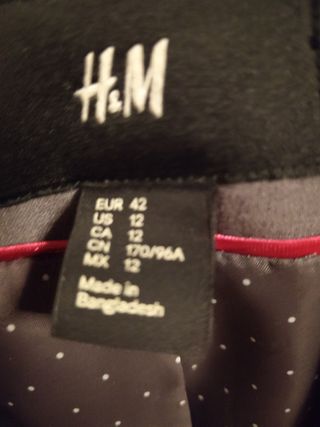 H&M
EUR 42
US 12
CA 12
CN 170/96A
MX 12
Made in
Bangladesh